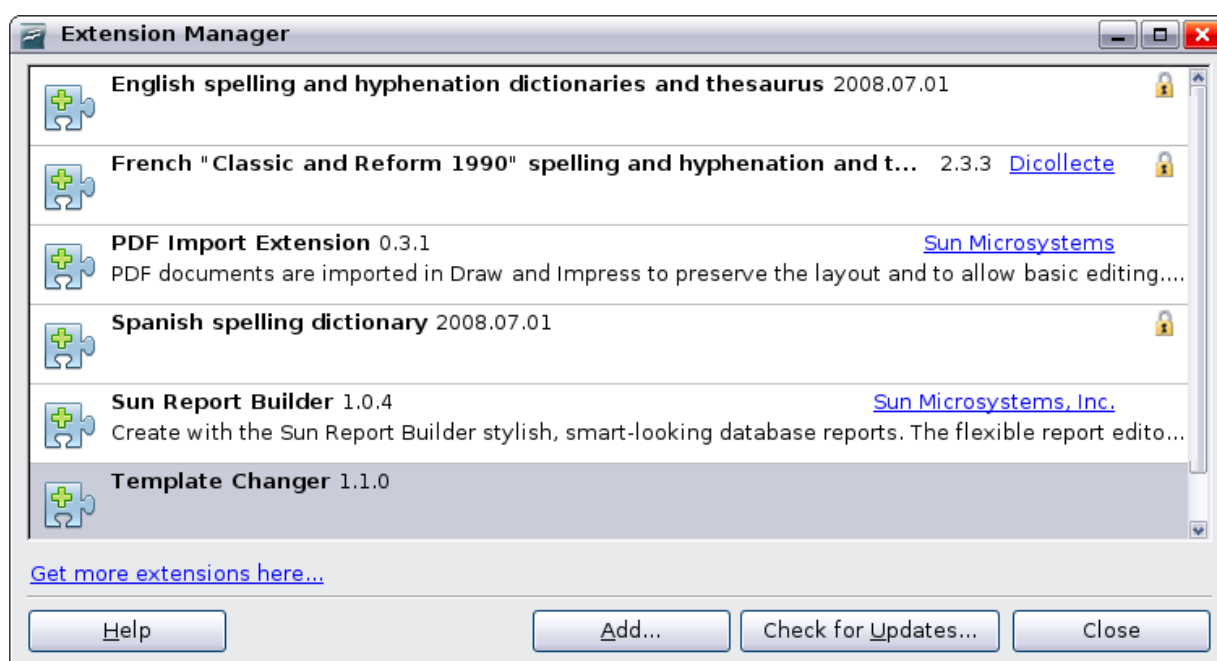 Extension Manager
English spelling and hyphenation dictionaries and thesaurus 2008.07.01
French "Classic and Reform 1990" spelling and hyphenation and t... 2.3.3 Dicollecte
PDF Import Extension 0.3.1 Sun Microsystems
PDF documents are imported in Draw and Impress to preserve the layout and to allow basic editing....
Spanish spelling dictionary 2008.07.01
Sun Report Builder 1.0.4 Sun Microsystems, Inc.
Create with the Sun Report Builder stylish, smart-looking database reports. The flexible report edito...
Template Changer 1.1.0
Get more extensions here...
Help Add... Check for Updates... Close